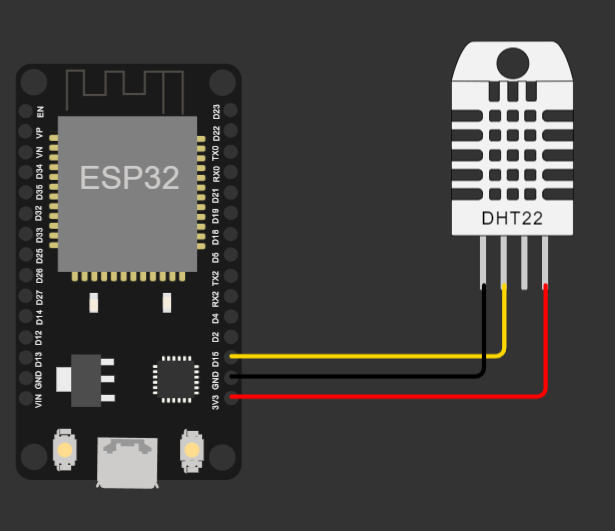 EN
VP
VN
D34
D35
D32
D33
D25
D26
D27
D14
D12
D13
GND
VIN
ESP32
D23
D22
TX0
RX0
D21
D19
D18
D5
TX2
RX2
D4
D2
D15
GND
3V3
DHT22